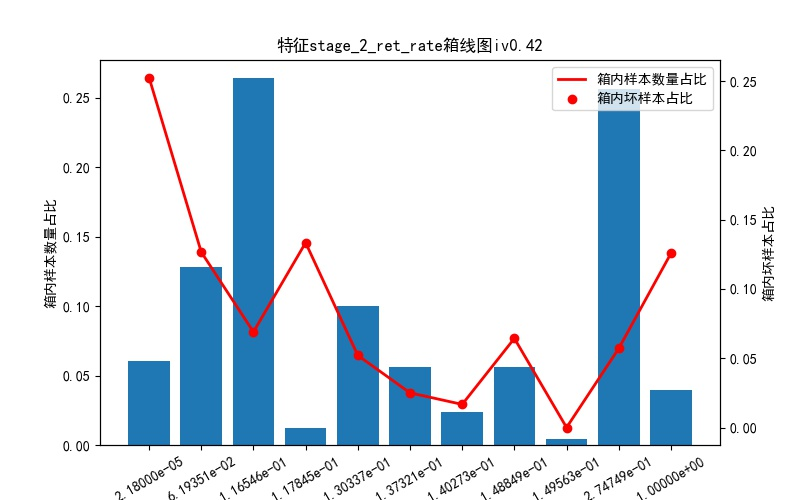 特征stage_2_ret_rate箱线图iv0.42
箱内样本数量占比
箱内坏样本占比
箱内样本数量占比
0.25
0.20
0.15
0.10
0.05
0.00
箱内坏样本占比
0.25
0.20
0.15
0.10
0.05
0.00
2.18000e-05
6.19351e-02
1.16546e-01
1.17845e-01
1.30337e-01
1.37321e-01
1.40273e-01
1.48849e-01
1.49563e-01
2.74749e-01
1.00000e+00